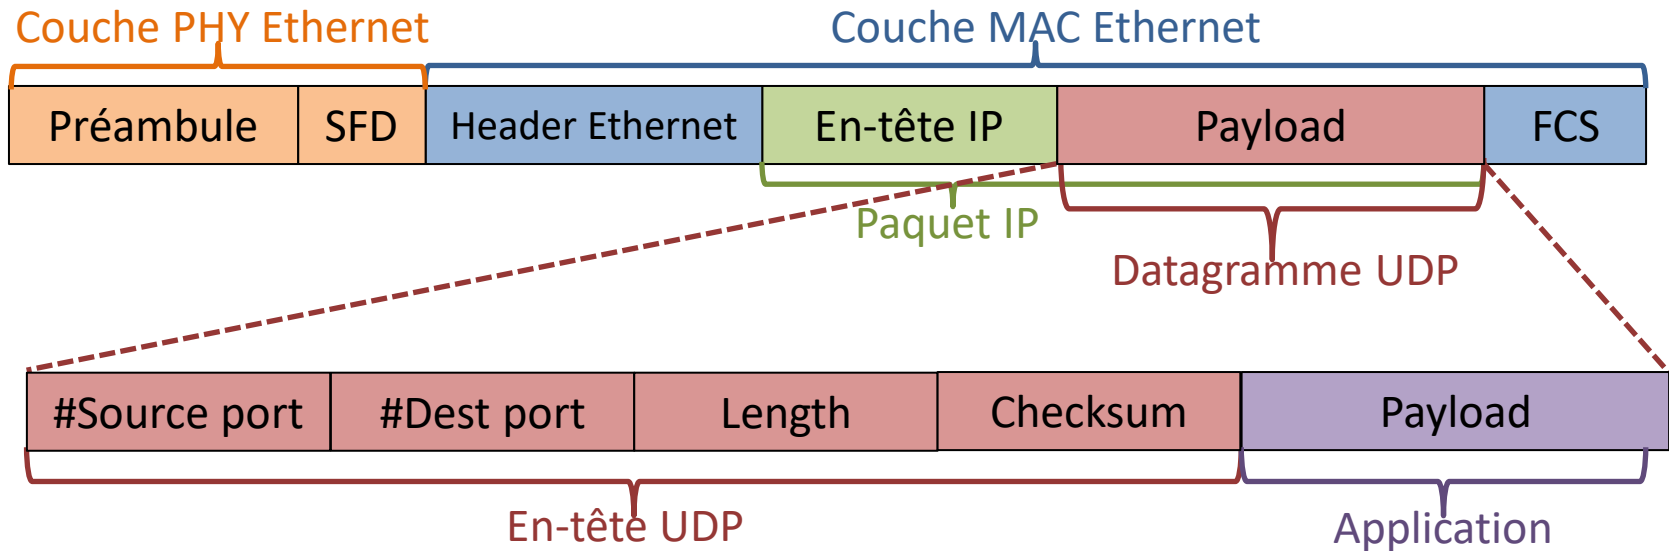 Couche PHY Ethernet
Couche MAC Ethernet
Préambule
SFD
Header Ethernet
En-tête IP
Payload
FCS
Paquet IP
Datagramme UDP
#Source port
#Dest port
Length
Checksum
Payload
En-tête UDP
Application